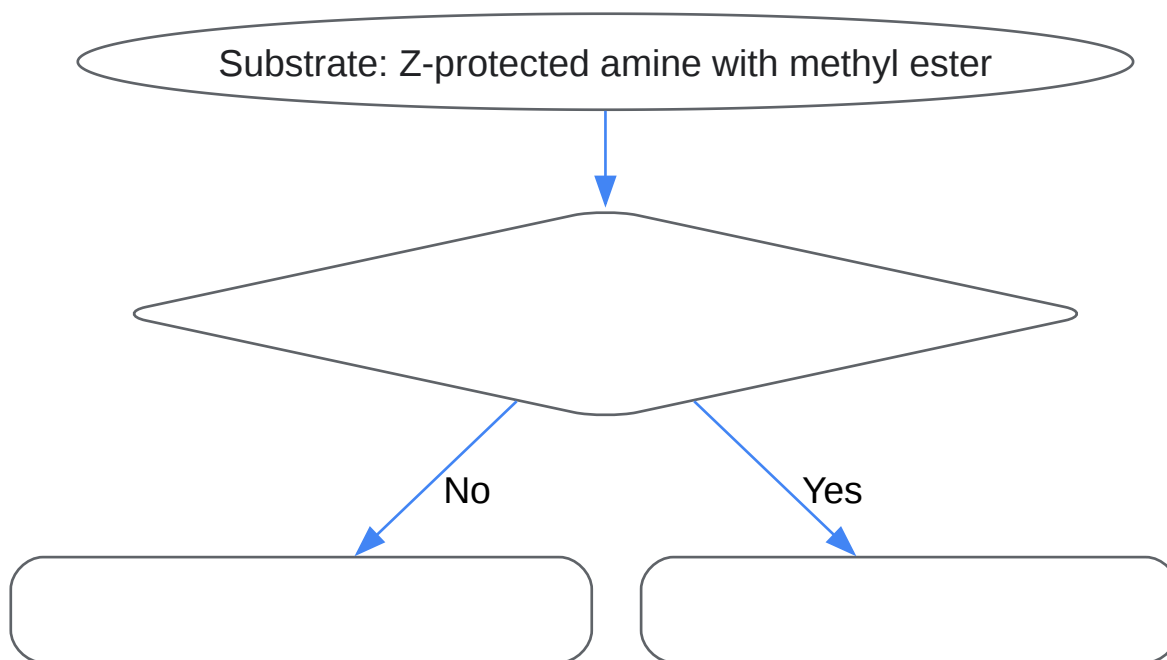 Substrate: Z-protected amine with methyl ester
No
Yes